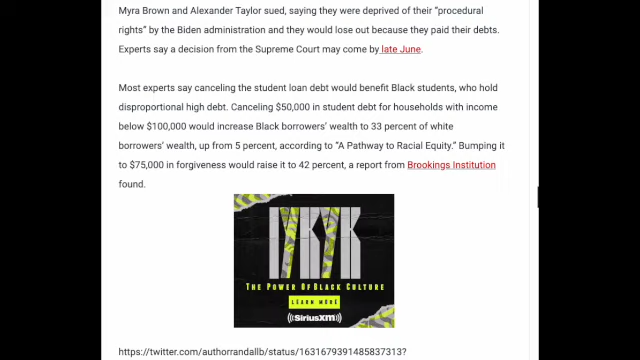 Myra Brown and Alexander Taylor sued, saying they were deprived of their “procedural
rights” by the Biden administration and they would lose out because they paid their debts.
Experts say a decision from the Supreme Court may come by late June.
Most experts say canceling the student loan debt would benefit Black students, who hold
disproportional high debt. Canceling $50,000 in student debt for households with income
below $100,000 would increase Black borrowers’ wealth to 33 percent of white
borrowers’ wealth, up from 5 percent, according to “A Pathway to Racial Equity.” Bumping it
to $75,000 in forgiveness would raise it to 42 percent, a report from Brookings Institution
found.
IYKYK
THE POWER OF BLACK CULTURE
LEARN MORE
SiriusXM
https://twitter.com/authorrandallb/status/1631679391485837313?